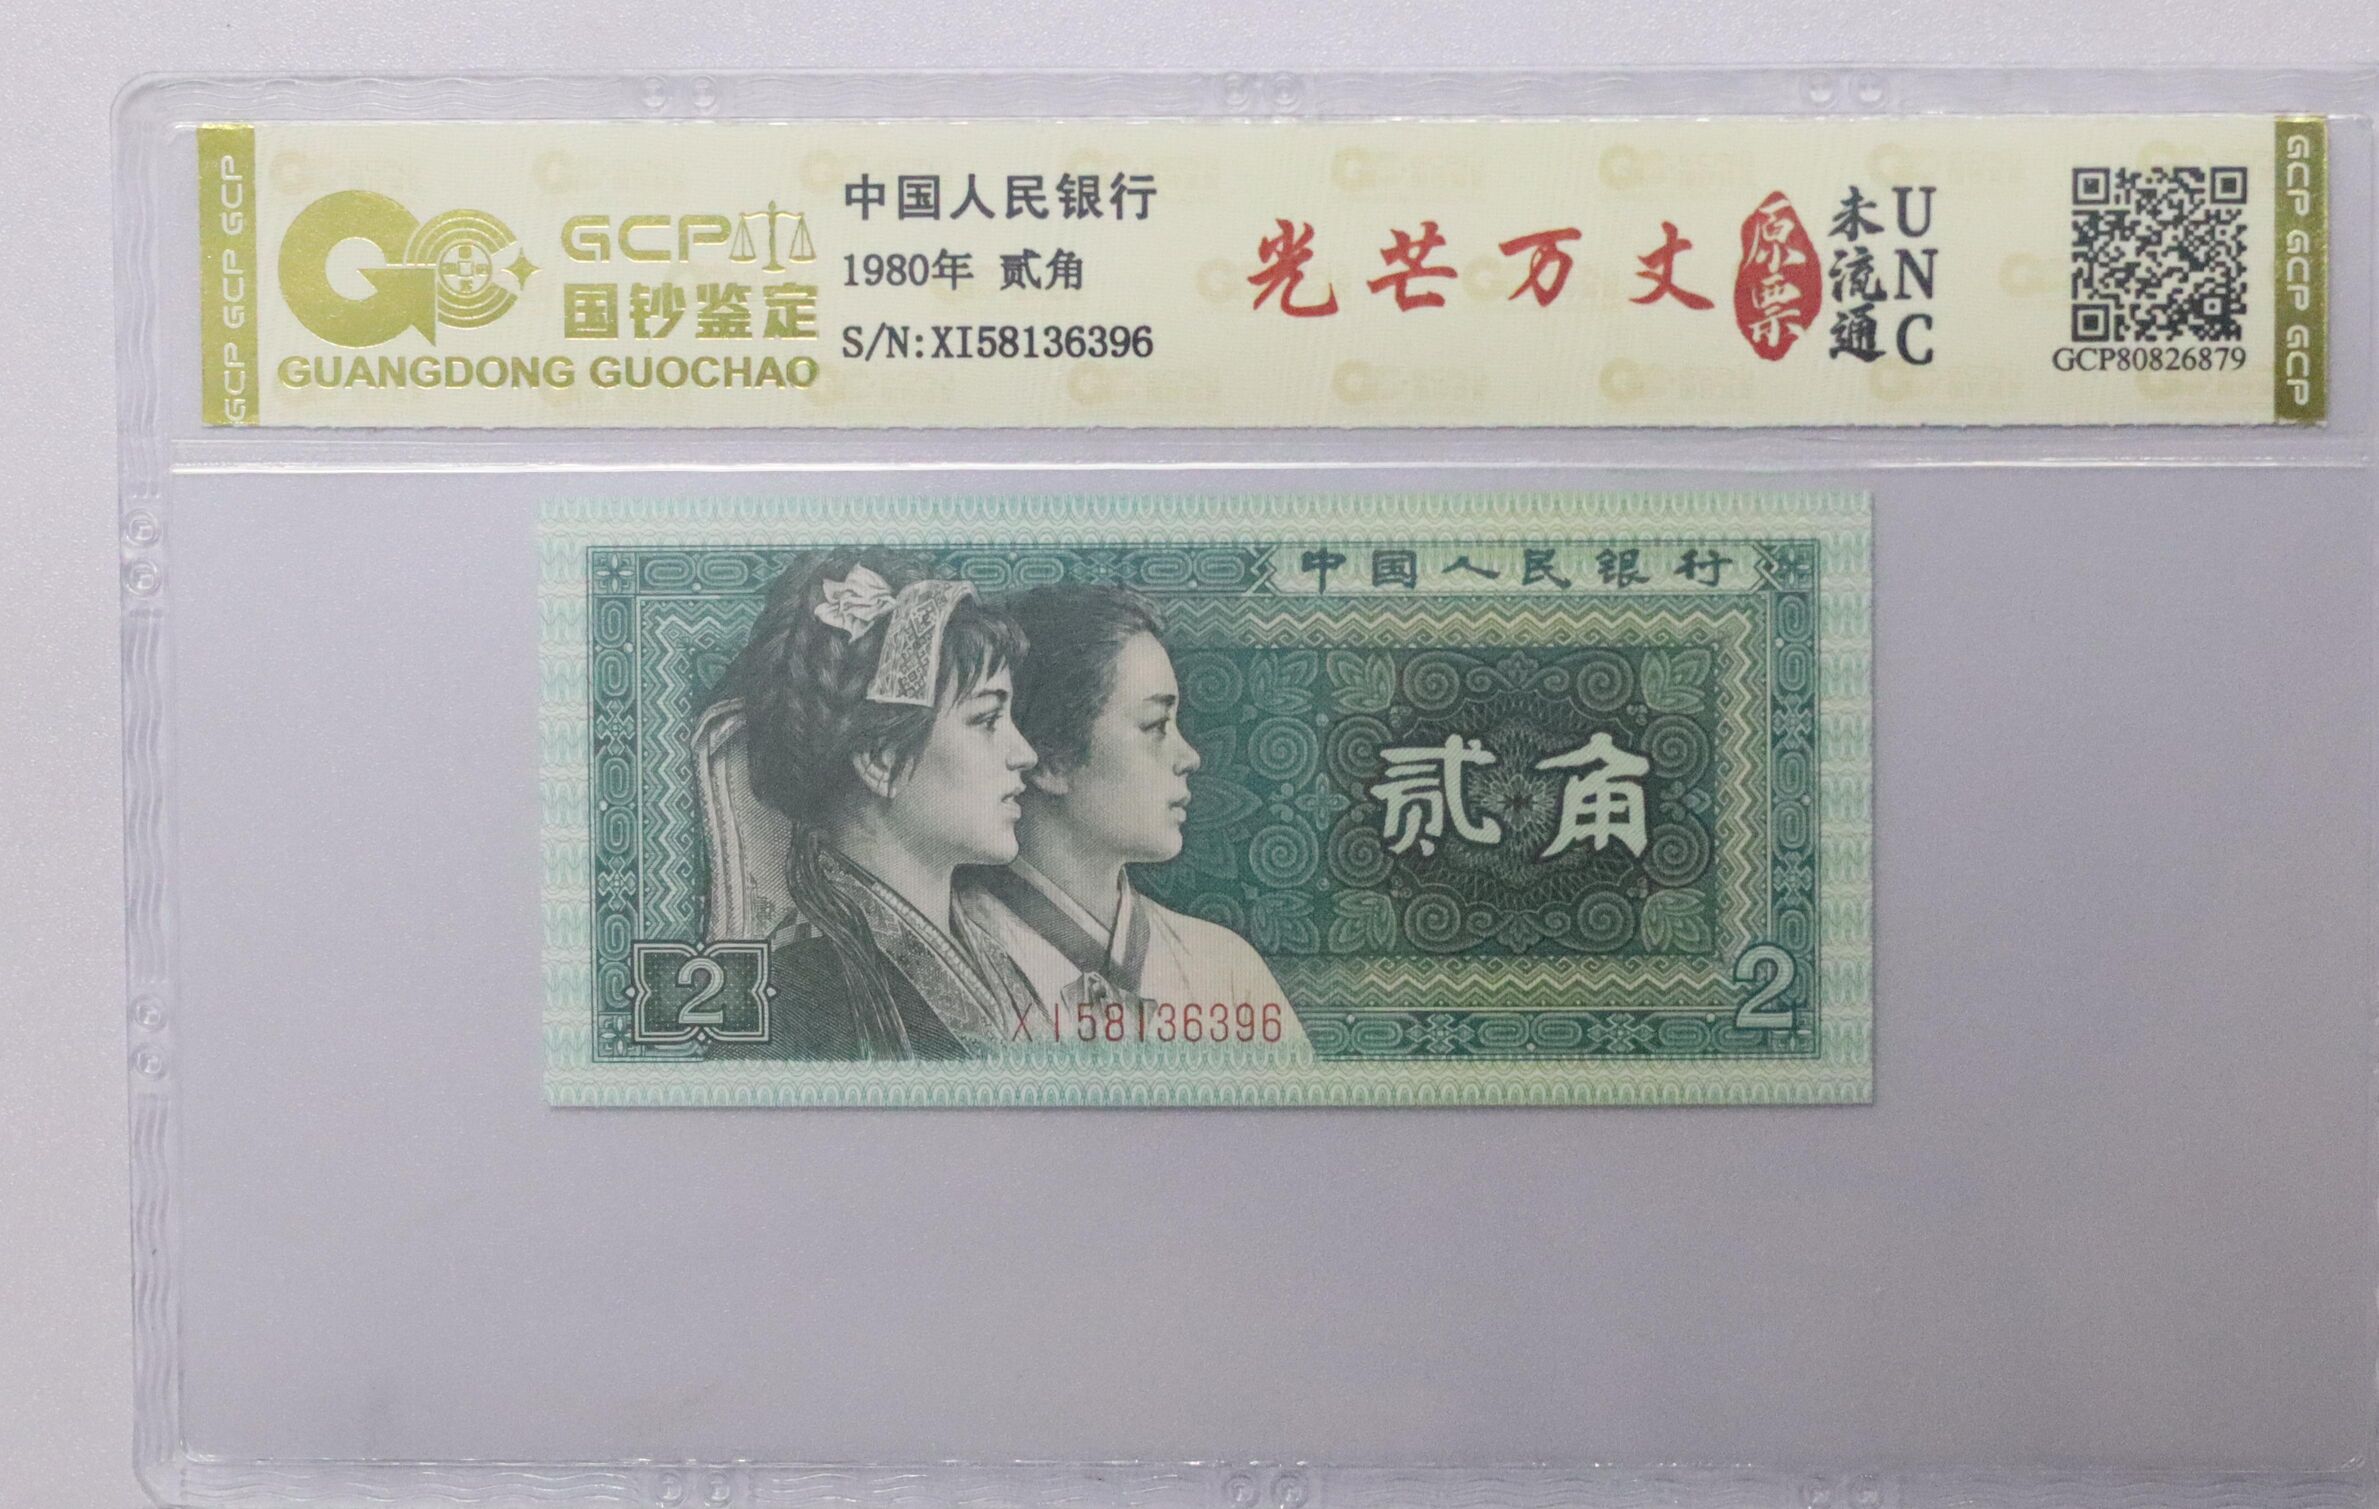 GCP GCP GCP
GCP
国钞鉴定
GUANGDONG GUOCHAO
中国人民银行
1980年 贰角
S/N:XI58136396
光芒万丈
原票
未流通
UNC
GCP80826879
GCP GCP GCP
中国人民银行
贰角
2
2
XI58136396